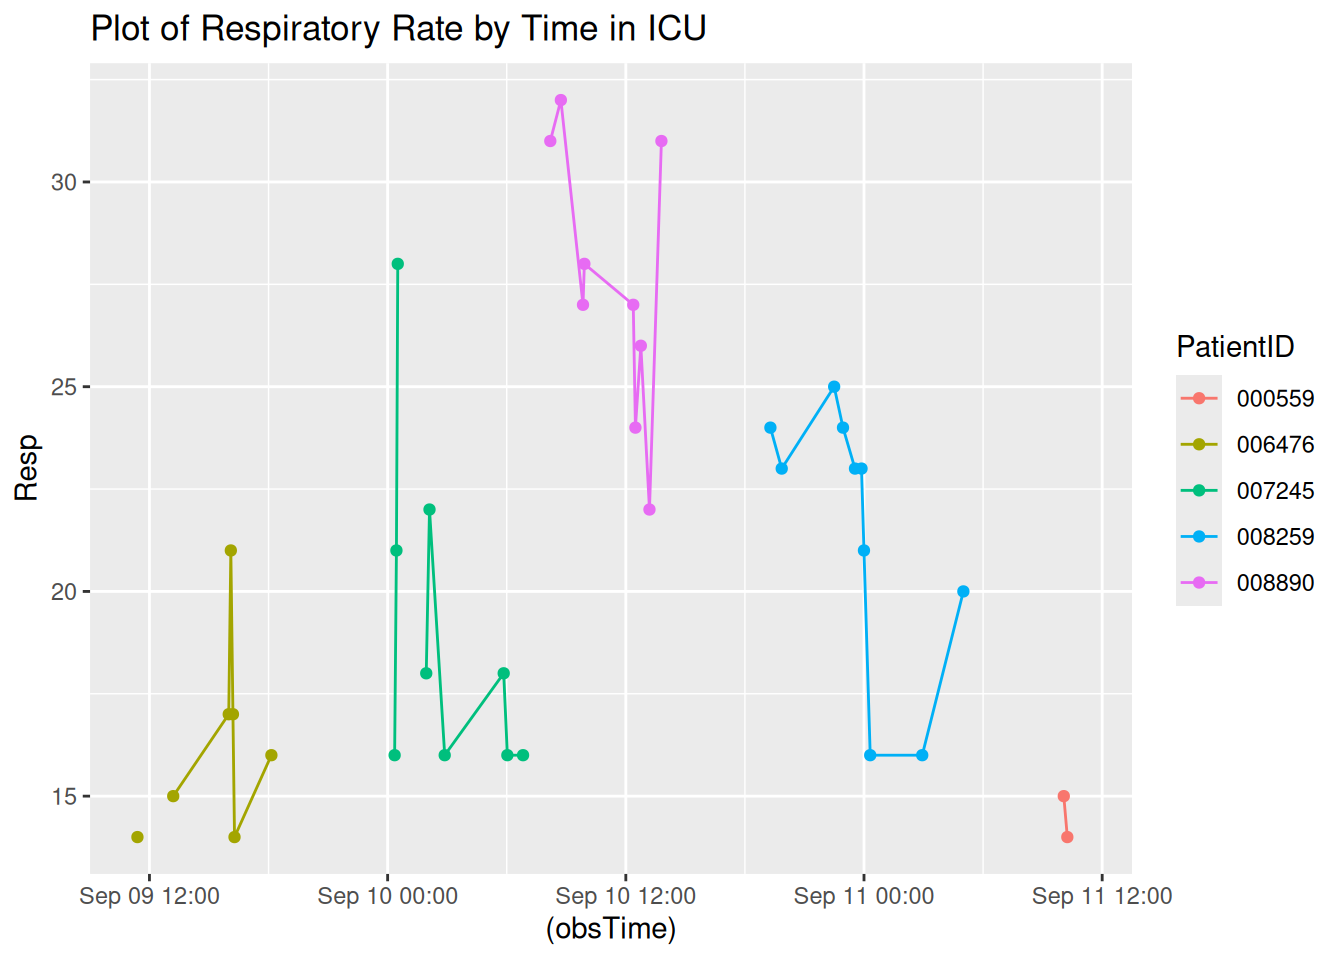 Plot of Respiratory Rate by Time in ICU
Resp
30
25
20
15
Sep 09 12:00
Sep 10 00:00
Sep 10 12:00
Sep 11 00:00
Sep 11 12:00
(obsTime)
PatientID
000559
006476
007245
008259
008890